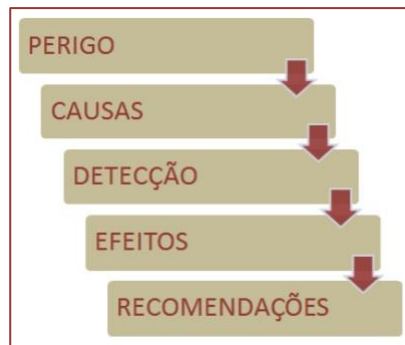 PERIGO
CAUSAS
DETECÇÃO
EFEITOS
RECOMENDAÇÕES